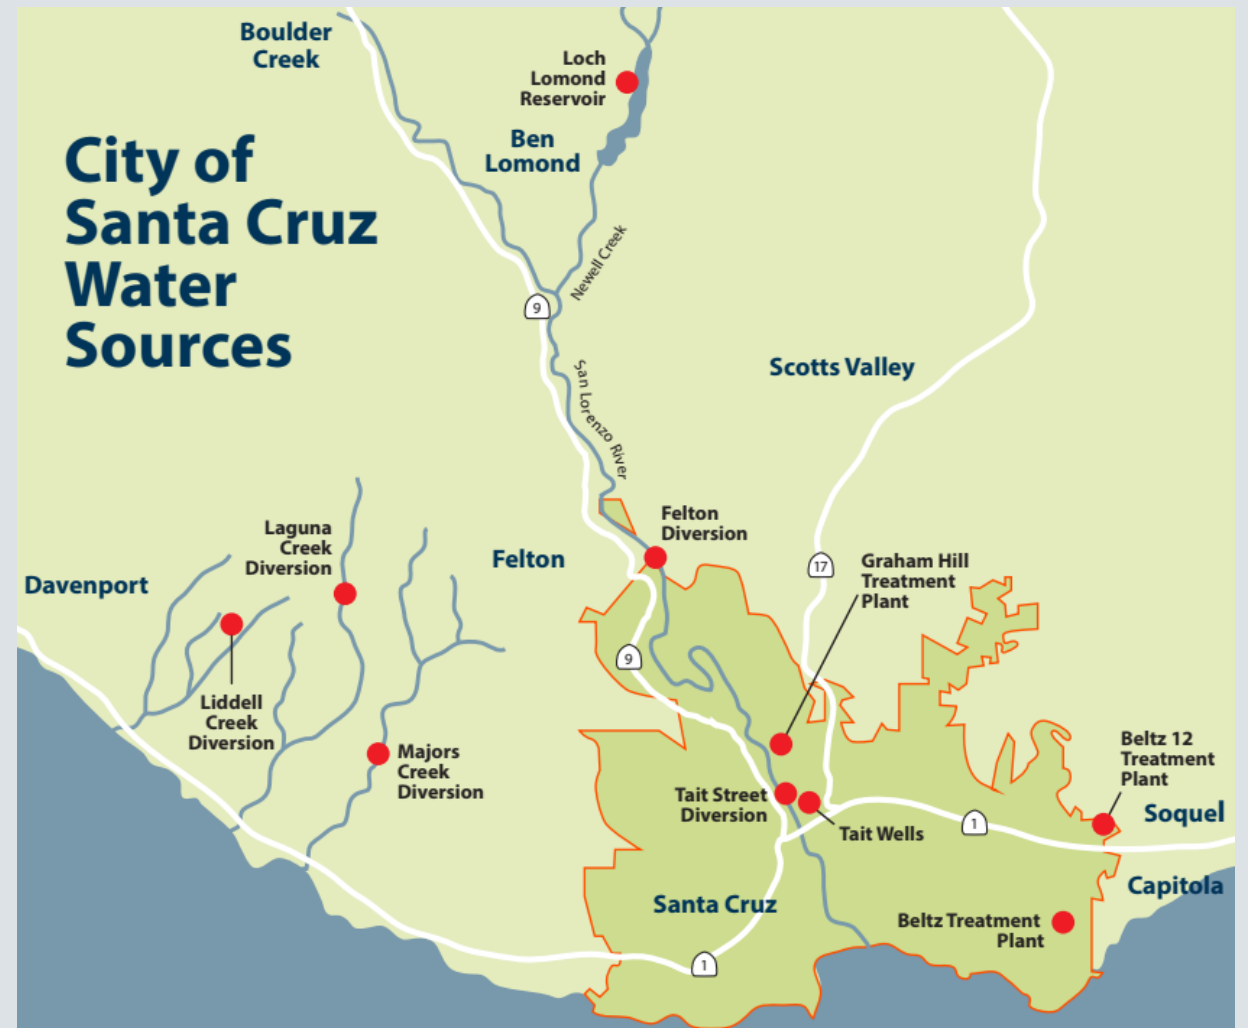 Boulder
Creek
Loch
Lomond
Reservoir
Ben
Lomond
City of
Santa Cruz
Water
Sources
Newell Creek
9
San Lorenzo River
Scotts Valley
Felton
Diversion
Laguna
Creek
Diversion
Felton
Davenport
17
Graham Hill
Treatment
Plant
9
Liddell
Creek
Diversion
Majors
Creek
Diversion
Beltz 12
Treatment
Plant
Tait Street
Diversion
Tait Wells
1
Soquel
Capitola
Santa Cruz
Beltz Treatment
Plant
1